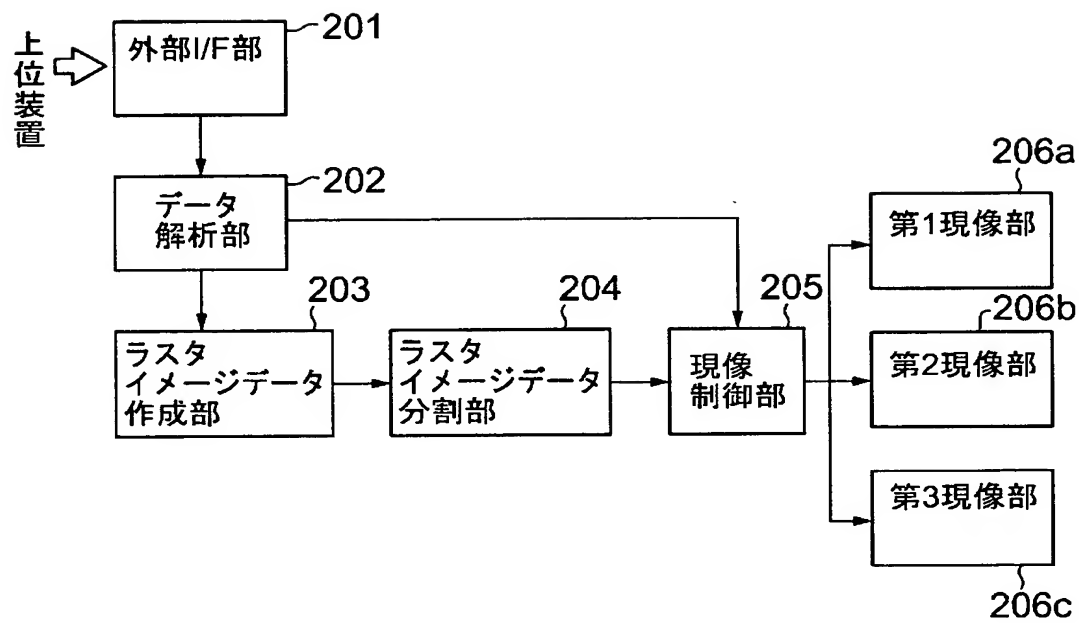 上位装置
外部I/F部
201
データ
解析部
202
ラスタ
イメージデータ
作成部
203
ラスタ
イメージデータ
分割部
204
現像
制御部
205
第1現像部
206a
第2現像部
206b
第3現像部
206c